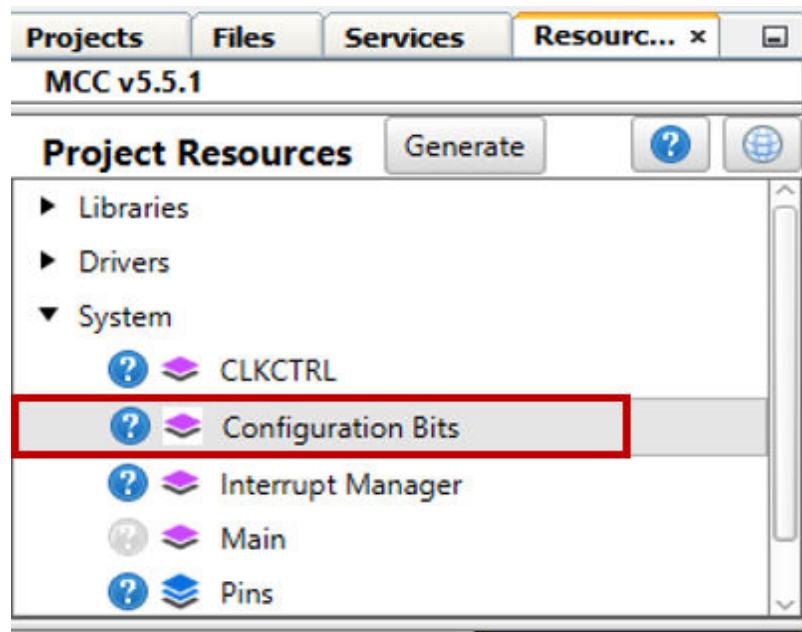 Projects Files Services Resourc... ×
MCC v5.5.1
Project Resources Generate ?
Libraries
Drivers
System
? CLKCTRL
? Configuration Bits
? Interrupt Manager
? Main
? Pins